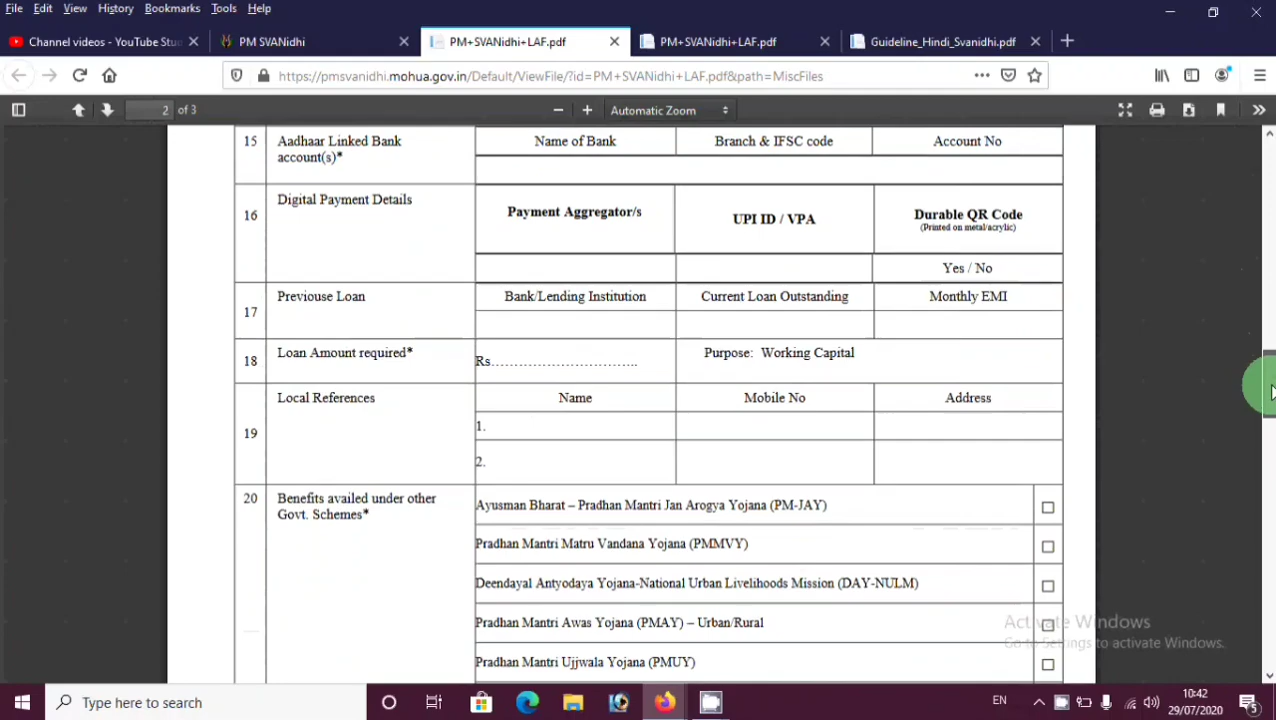 File Edit View History Bookmarks Tools Help
Channel videos - YouTube Stu
PM SVANidhi
PM+SVANidhi+LAF.pdf
PM+SVANidhi+LAF.pdf
Guideline_Hindi_Svanidhi.pdf
https://pmsvanidhi.mohua.gov.in/Default/ViewFile/?id=PM+SVANidhi+LAF.pdf&path=MiscFiles
2 of 3
Automatic Zoom
15 Aadhaar Linked Bank Name of Bank Branch & IFSC code Account No
account(s)*
16 Digital Payment Details Payment Aggregator/s UPI ID / VPA Durable QR Code
(Printed on metal/acrylic)
Yes / No
17 Previouse Loan Bank/Lending Institution Current Loan Outstanding Monthly EMI
18 Loan Amount required* Rs………………………….. Purpose: Working Capital
19 Local References Name Mobile No Address
1.
2.
20 Benefits availed under other
Govt. Schemes*
Ayusman Bharat – Pradhan Mantri Jan Arogya Yojana (PM-JAY)
Pradhan Mantri Matru Vandana Yojana (PMMVY)
Deendayal Antyodaya Yojana-National Urban Livelihoods Mission (DAY-NULM)
Pradhan Mantri Awas Yojana (PMAY) – Urban/Rural
Pradhan Mantri Ujjwala Yojana (PMUY)
Activate Windows
Go to Settings to activate Windows.
Type here to search
EN
10:42
29/07/2020
5